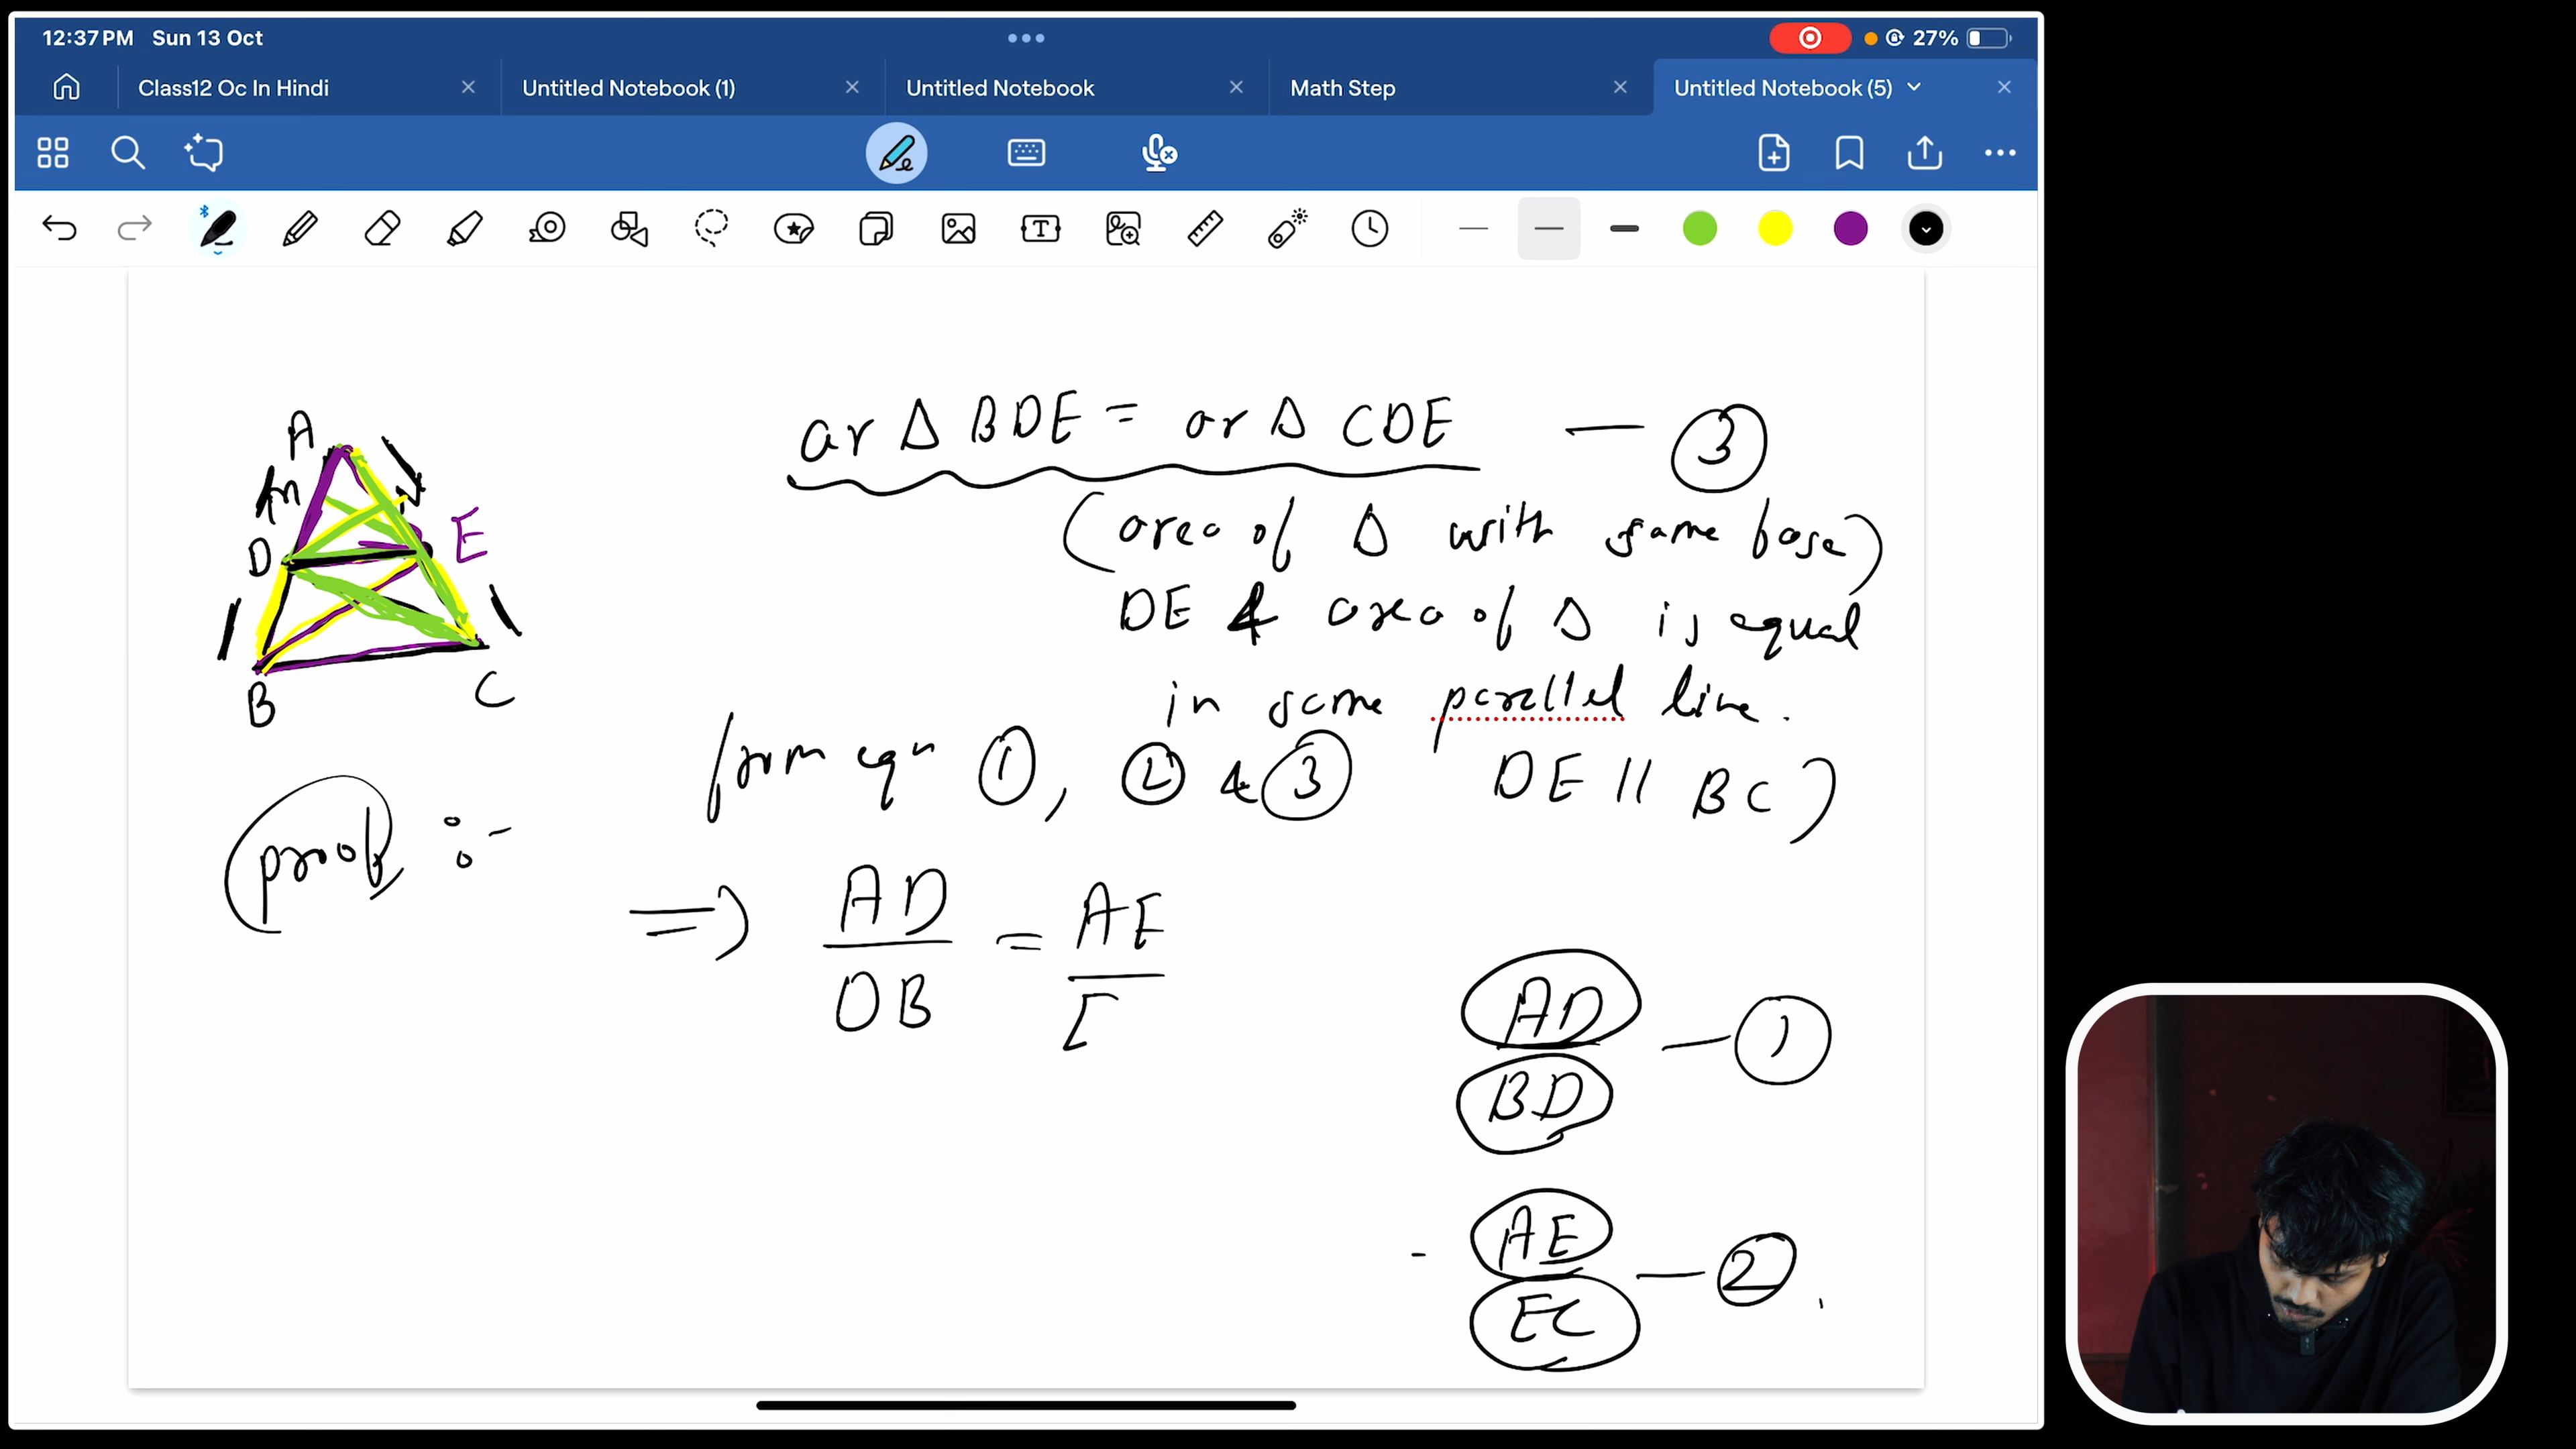 12:37 PM Sun 13 Oct
27%
Class12 Oc In Hindi
Untitled Notebook (1)
Untitled Notebook
Math Step
Untitled Notebook (5)
T
ar Δ BDE = ar Δ CDE — 3
(area of Δ with same base)
DE & area of Δ is equal
in same parallel line.
DE || BC)
from eqn 1, 2 & 3
A
M N
D E
B C
proof :-
=> AD/DB = AE/E
AD/BD — 1
- AE/EC — 2